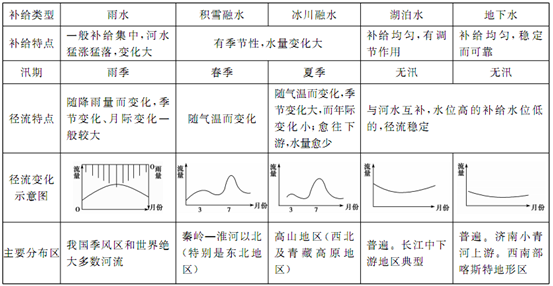 补给类型 雨水 积雪融水 冰川融水 湖泊水 地下水
补给特点 一般补给集中，河水猛涨猛落，变化大 有季节性，水量变化大 补给均匀，有调节作用 补给均匀，稳定而可靠
汛期 雨季 春季 夏季 无汛 无汛
径流特点 随降雨量而变化，季节变化、月际变化一般较大 随气温而变化 随气温而变化，季节变化大，而年际变化小；愈往下游，水量愈少 与河水互补，水位高的补给水位低的，径流稳定
径流变化示意图 流量 O 雨量 O 月份 流量 3 7 月份 流量 3 7 月份 流量 月份 流量 月份
主要分布区 我国季风区和世界绝大多数河流 秦岭—淮河以北（特别是东北地区） 高山地区（西北及青藏高原地区） 普遍。长江中下游地区典型 普遍。济南小青河上游。西南部喀斯特地形区